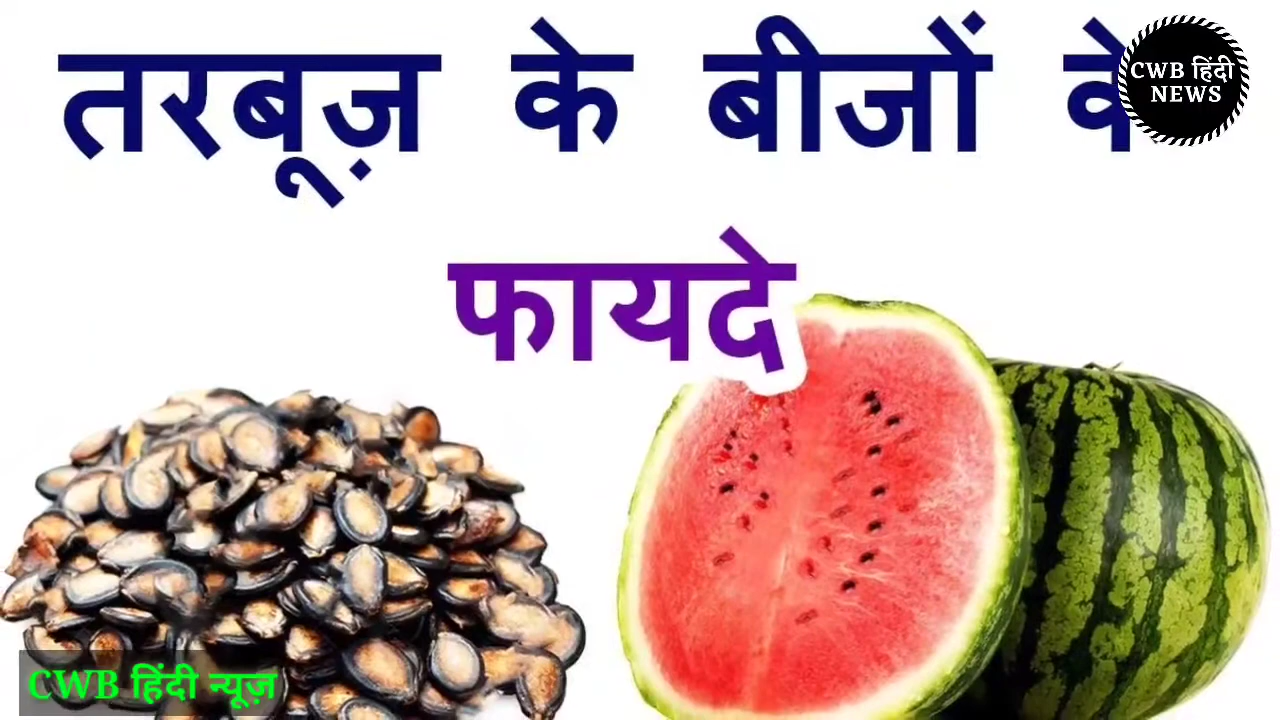 तरबूज़ के बीजों के
CWB हिंदी
NEWS
फायदे
CWB हिंदी न्यूज़